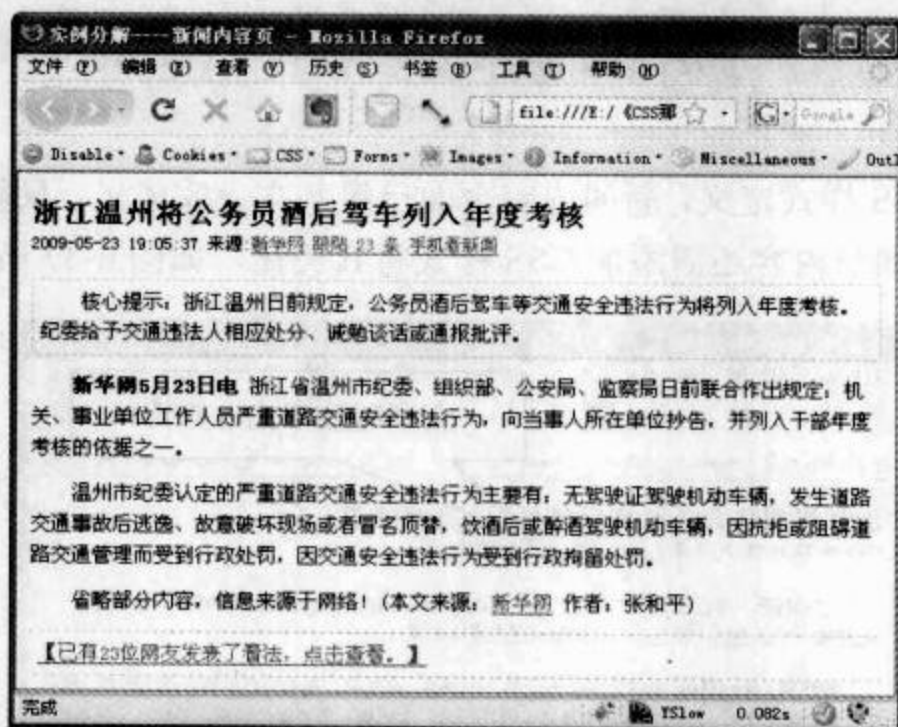 实例分解----新闻内容页 - Mozilla Firefox
文件 (F) 编辑 (E) 查看 (V) 历史 (S) 书签 (B) 工具 (T) 帮助 (H)
file:///E:/《CSS那 G Google
Disable Cookies CSS Forms Images Information Miscellaneous Outl
浙江温州将公务员酒后驾车列入年度考核
2009-05-23 19:05:37 来源:新华网 跟贴 23 条 手机看新闻
核心提示：浙江温州日前规定，公务员酒后驾车等交通安全违法行为将列入年度考核。
纪委给予交通违法人相应处分、诫勉谈话或通报批评。
新华网5月23日电 浙江省温州市纪委、组织部、公安局、监察局日前联合作出规定：机
关、事业单位工作人员严重道路交通安全违法行为，向当事人所在单位抄告，并列入干部年度
考核的依据之一。
温州市纪委认定的严重道路交通安全违法行为主要有：无驾驶证驾驶机动车辆，发生道路
交通事故后逃逸、故意破坏现场或者冒名顶替，饮酒后或醉酒驾驶机动车辆，因抗拒或阻碍道
路交通管理而受到行政处罚，因交通安全违法行为受到行政拘留处罚。
省略部分内容，信息来源于网络！(本文来源：新华网 作者：张和平)
【已有23位网友发表了看法，点击查看。】
完成 YSlow 0.082s